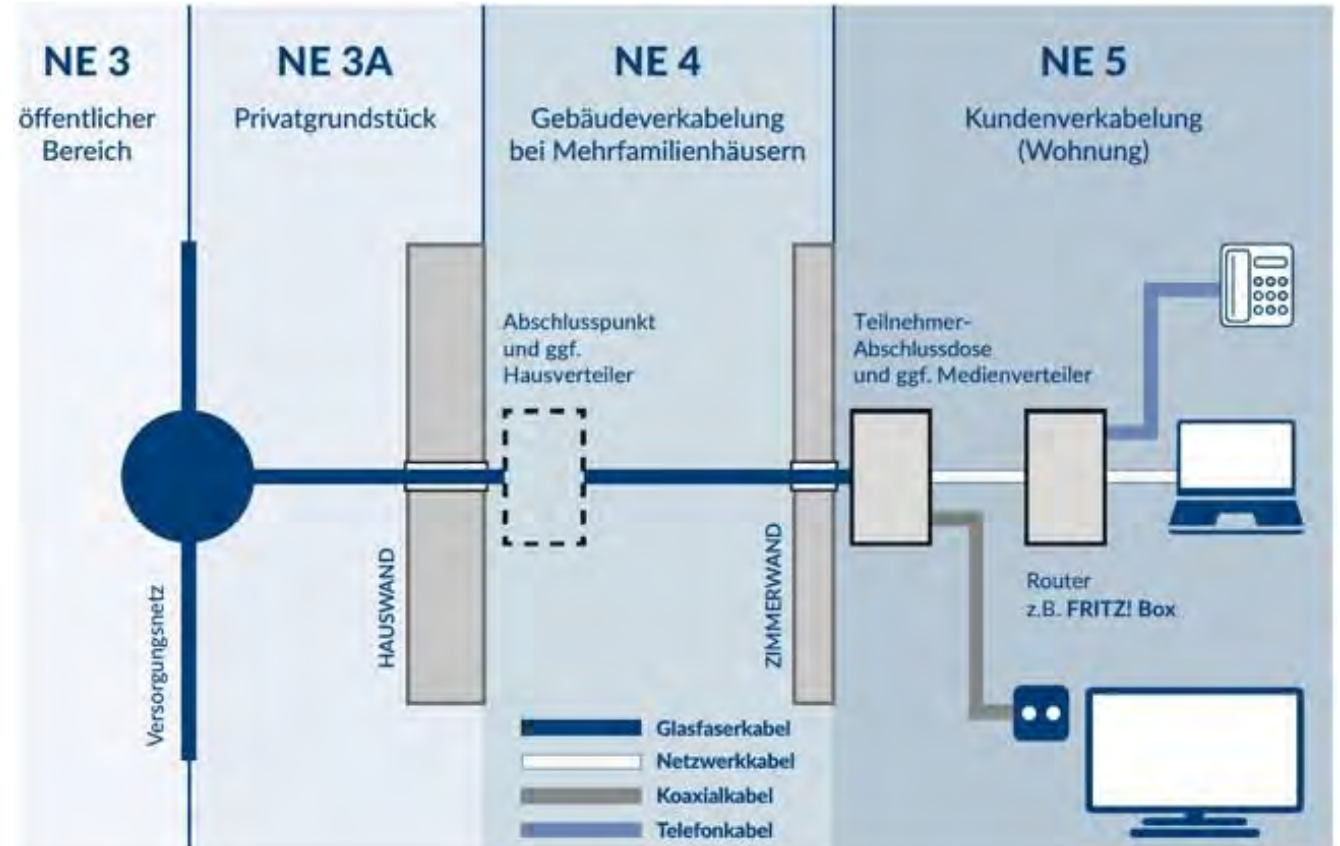 NE 3
öffentlicher
Bereich
NE 3A
Privatgrundstück
NE 4
Gebäudeverkabelung
bei Mehrfamilienhäusern
NE 5
Kundenverkabelung
(Wohnung)
Abschlusspunkt
und ggf.
Hausverteiler
Teilnehmer-
Abschlussdose
und ggf. Medienverteiler
Versorgungsnetz
HAUSWAND
ZIMMERWAND
Router
z.B. FRITZ! Box
Glasfaserkabel
Netzwerkkabel
Koaxialkabel
Telefonkabel